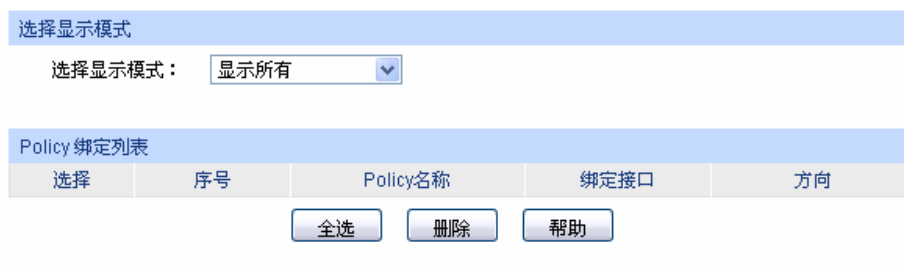 选择显示模式
选择显示模式： 显示所有
Policy 绑定列表
选择 序号 Policy名称 绑定接口 方向
全选 删除 帮助